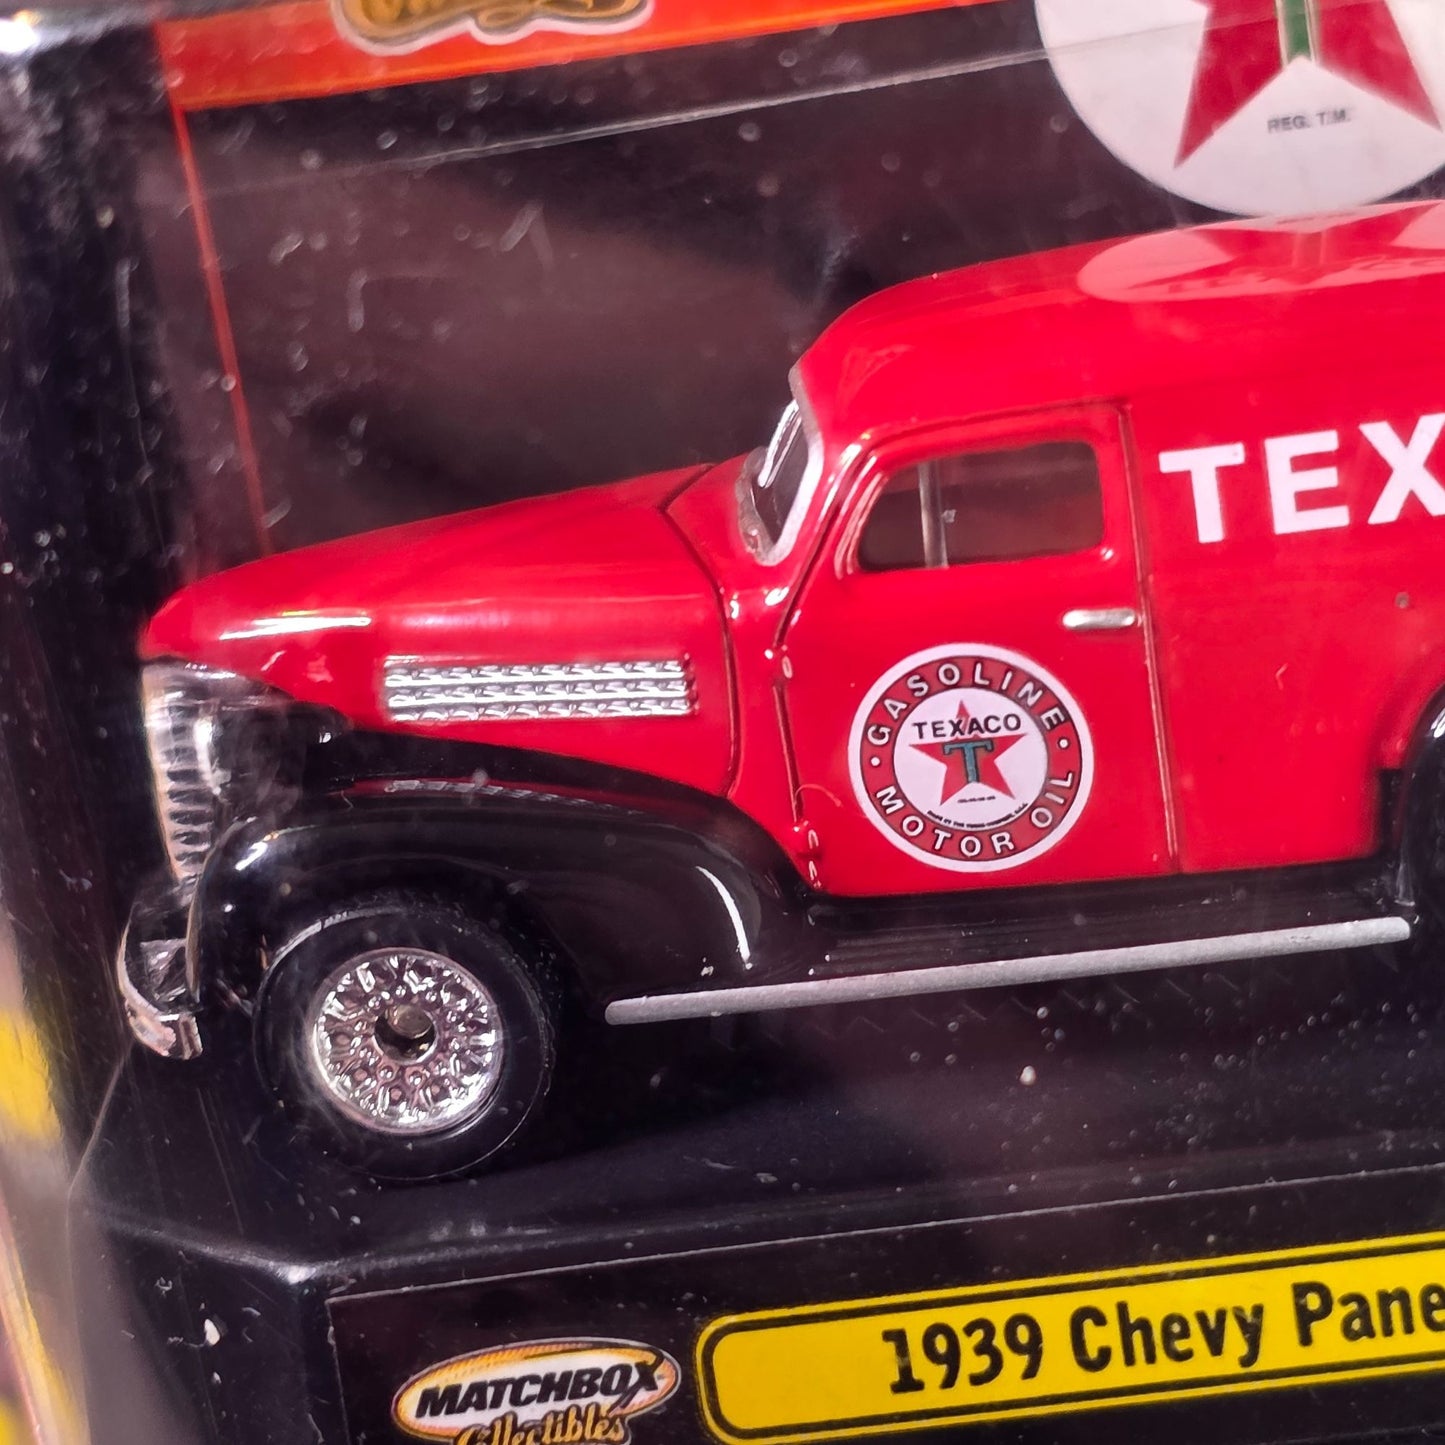 REG. T.M.
TEX
GASOLINE
TEXACO
T
MOTOR OIL
1939 Chevy Pane
MATCHBOX
Collectibles